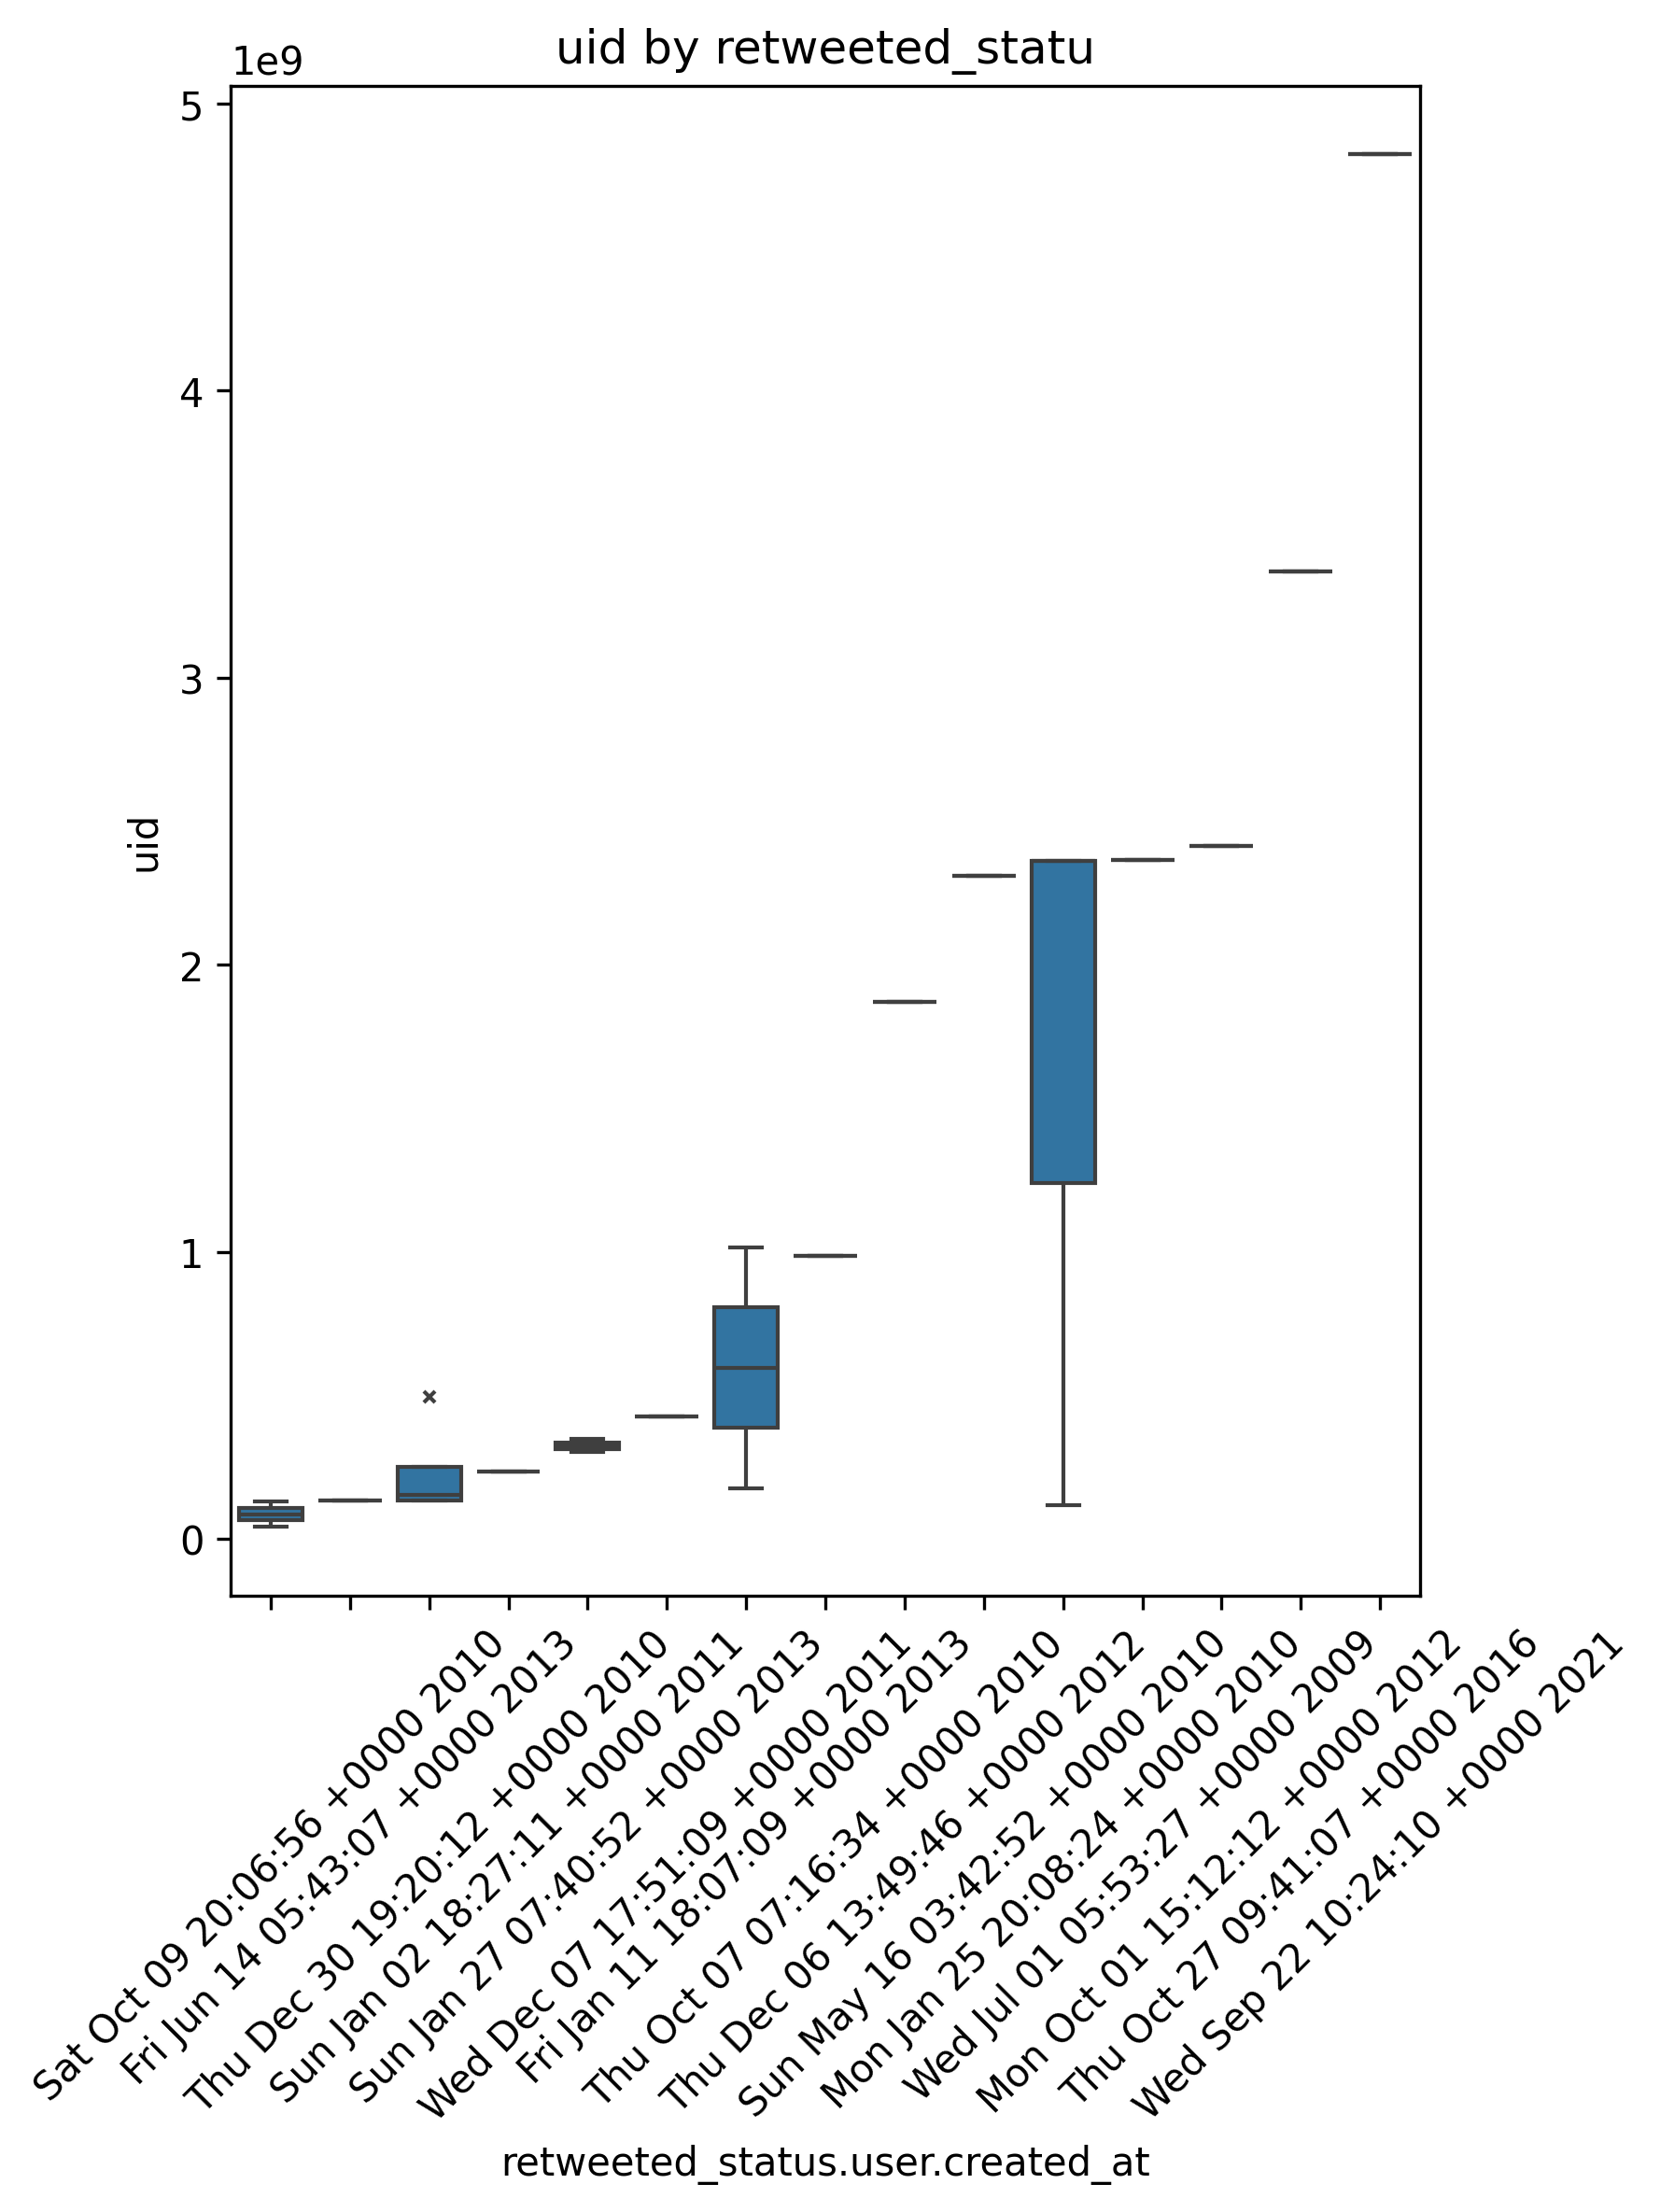 uid by retweeted_statu
1e9
5
4
3
2
1
0
uid
Sat Oct 09 20:06:56 +0000 2010
Fri Jun 14 05:43:07 +0000 2013
Thu Dec 30 19:20:12 +0000 2010
Sun Jan 02 18:27:11 +0000 2011
Sun Jan 27 07:40:52 +0000 2013
Wed Dec 07 17:51:09 +0000 2011
Fri Jan 11 18:07:09 +0000 2013
Thu Oct 07 07:16:34 +0000 2010
Thu Dec 06 13:49:46 +0000 2012
Sun May 16 03:42:52 +0000 2010
Mon Jan 25 20:08:24 +0000 2010
Wed Jul 01 05:53:27 +0000 2009
Mon Oct 01 15:12:12 +0000 2012
Thu Oct 27 09:41:07 +0000 2016
Wed Sep 22 10:24:10 +0000 2021
retweeted_status.user.created_at